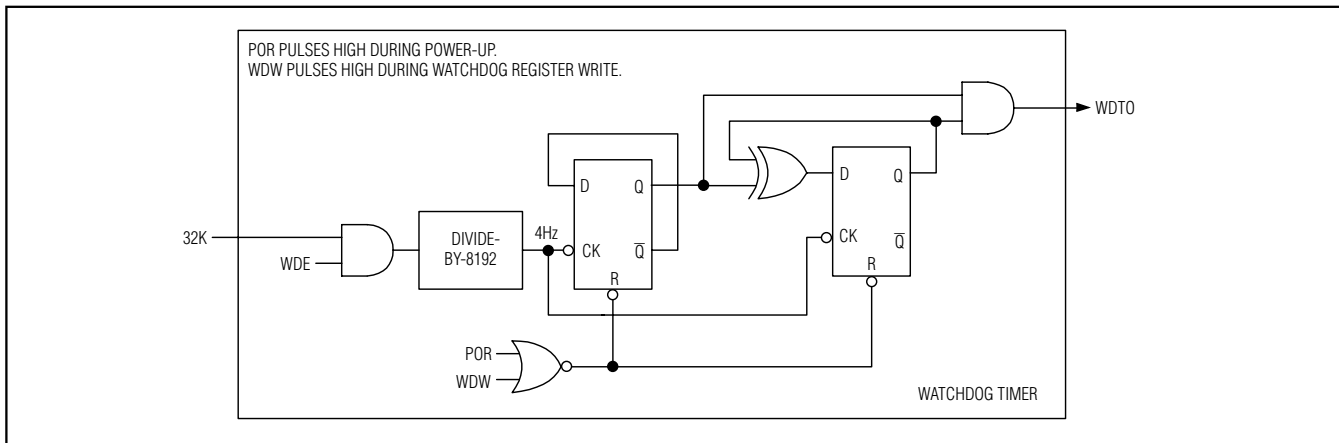 POR PULSES HIGH DURING POWER-UP.
WDW PULSES HIGH DURING WATCHDOG REGISTER WRITE.
WDTO
D
Q
D
Q
32K
WDE
DIVIDE-
BY-8192
4Hz
CK
Q̅
R
CK
Q̅
R
POR
WDW
WATCHDOG TIMER